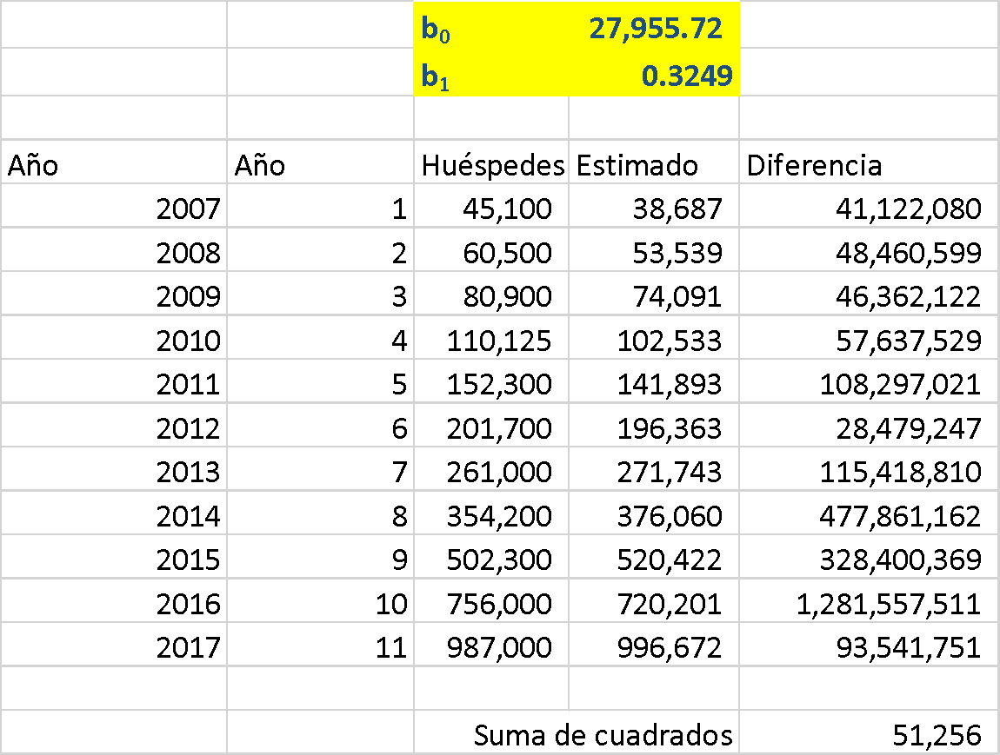 b₀ 27,955.72
b₁ 0.3249
Año Año Huéspedes Estimado Diferencia
2007 1 45,100 38,687 41,122,080
2008 2 60,500 53,539 48,460,599
2009 3 80,900 74,091 46,362,122
2010 4 110,125 102,533 57,637,529
2011 5 152,300 141,893 108,297,021
2012 6 201,700 196,363 28,479,247
2013 7 261,000 271,743 115,418,810
2014 8 354,200 376,060 477,861,162
2015 9 502,300 520,422 328,400,369
2016 10 756,000 720,201 1,281,557,511
2017 11 987,000 996,672 93,541,751
Suma de cuadrados 51,256